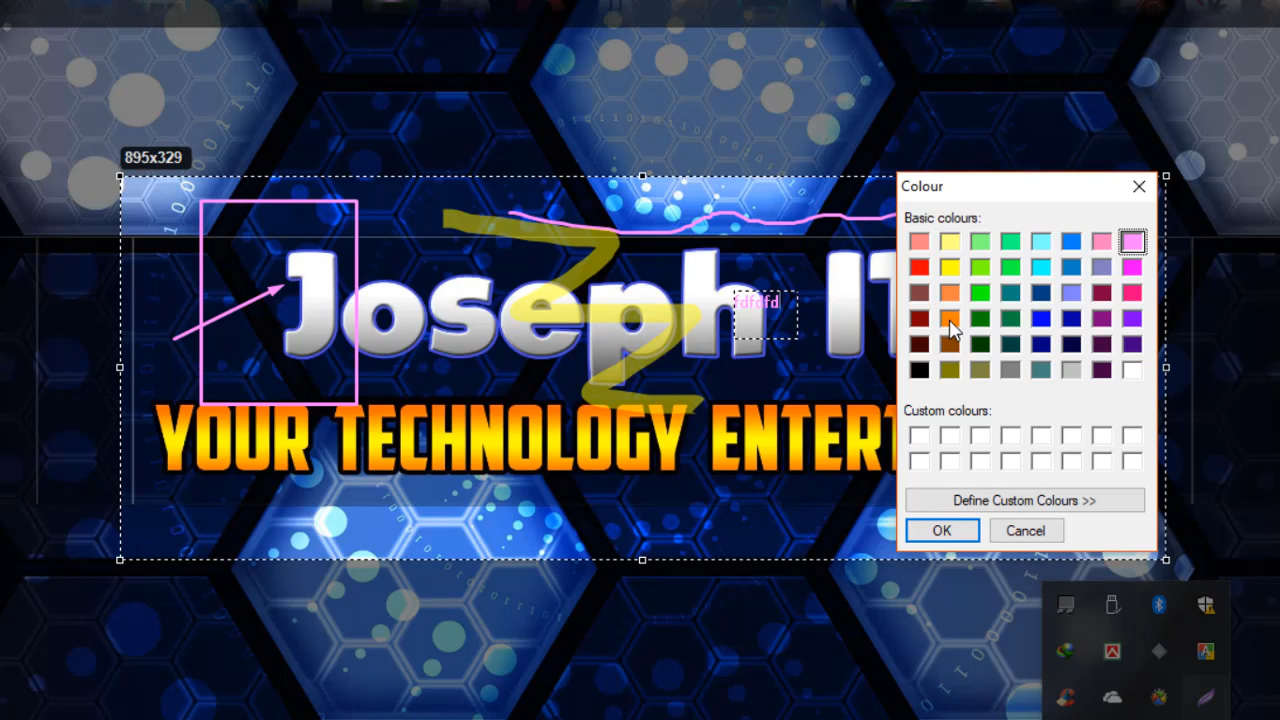 895x329
Colour
Basic colours:
Joseph IT
fdfdfd
YOUR TECHNOLOGY ENTERT
Custom colours:
Define Custom Colours >>
OK
Cancel